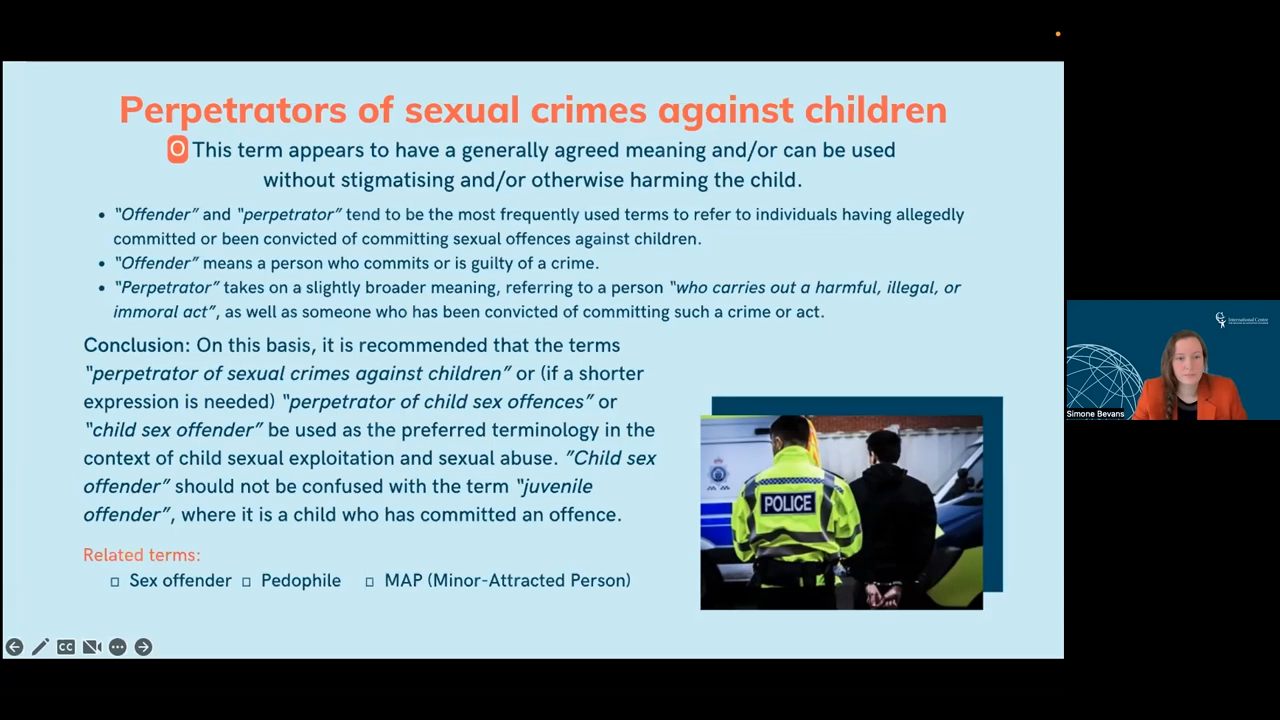 Perpetrators of sexual crimes against children
O This term appears to have a generally agreed meaning and/or can be used
without stigmatising and/or otherwise harming the child.
• “Offender” and “perpetrator” tend to be the most frequently used terms to refer to individuals having allegedly
committed or been convicted of committing sexual offences against children.
• “Offender” means a person who commits or is guilty of a crime.
• “Perpetrator” takes on a slightly broader meaning, referring to a person “who carries out a harmful, illegal, or
immoral act”, as well as someone who has been convicted of committing such a crime or act.
Conclusion: On this basis, it is recommended that the terms
“perpetrator of sexual crimes against children” or (if a shorter
expression is needed) “perpetrator of child sex offences” or
“child sex offender” be used as the preferred terminology in the
context of child sexual exploitation and sexual abuse. ”Child sex
offender” should not be confused with the term “juvenile
offender”, where it is a child who has committed an offence.
Related terms:
□ Sex offender □ Pedophile □ MAP (Minor-Attracted Person)
POLICE
CC
International Centre
Simone Bevans